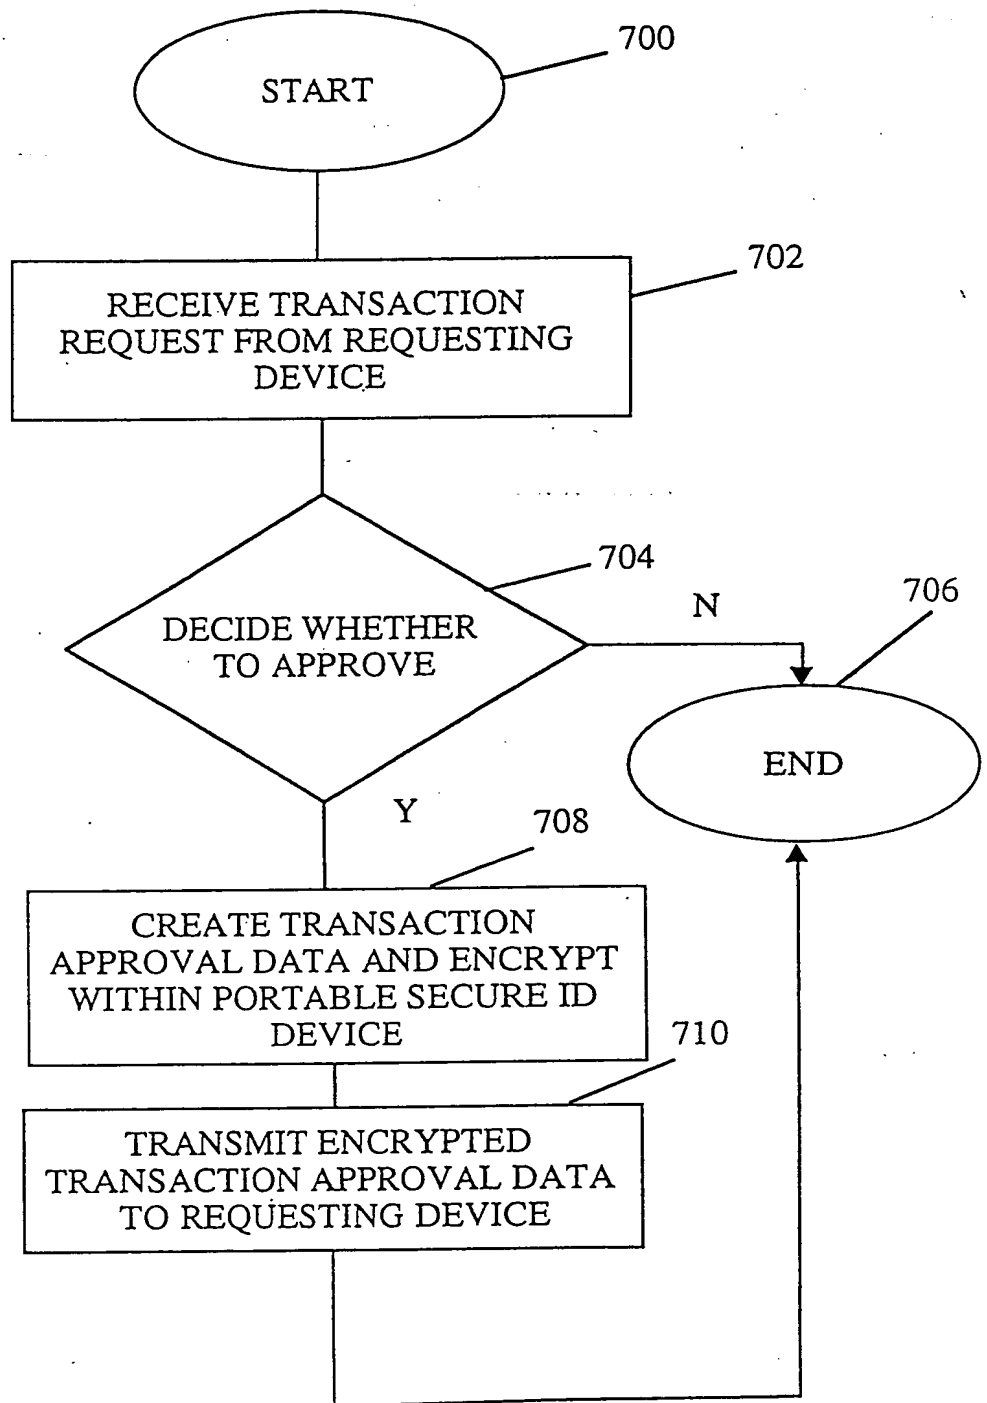 700
START
702
RECEIVE TRANSACTION
REQUEST FROM REQUESTING
DEVICE
704
DECIDE WHETHER
TO APPROVE
N
706
END
Y
708
CREATE TRANSACTION
APPROVAL DATA AND ENCRYPT
WITHIN PORTABLE SECURE ID
DEVICE
710
TRANSMIT ENCRYPTED
TRANSACTION APPROVAL DATA
TO REQUESTING DEVICE